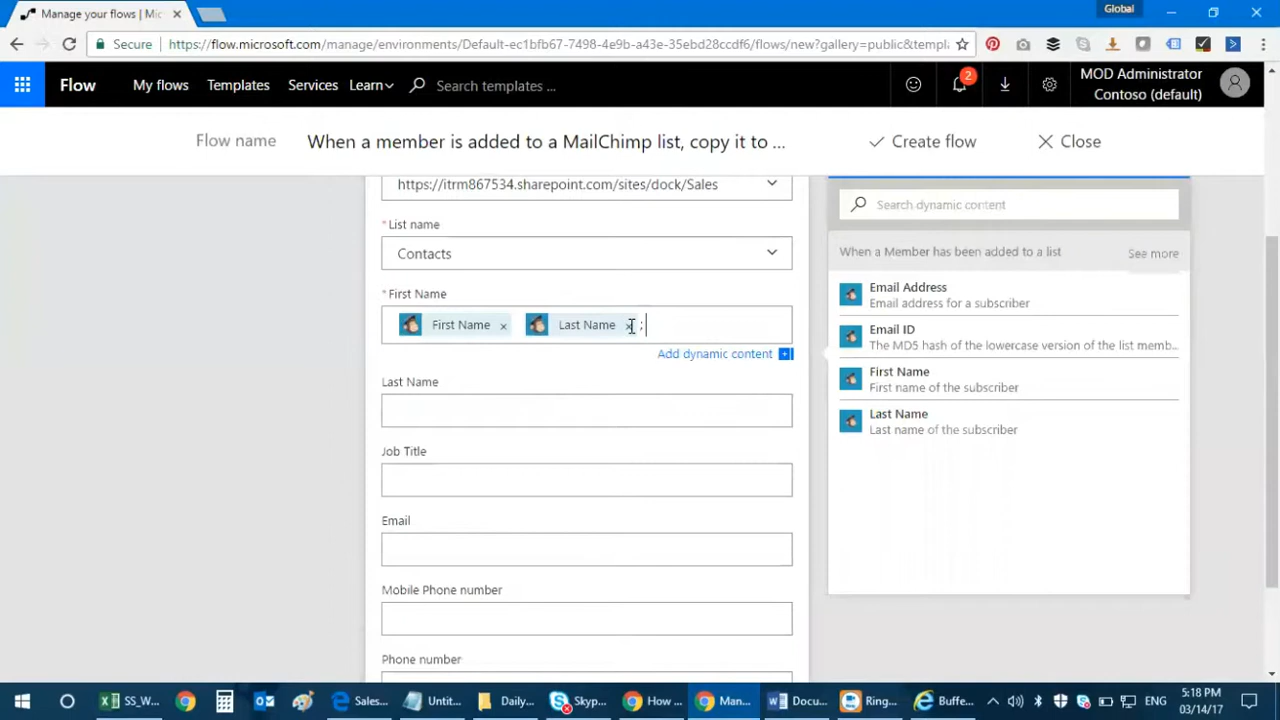 Manage your flows | Mic
Global
Secure
https://flow.microsoft.com/manage/environments/Default-ec1bfb67-7498-4e9b-a43e-35ebd28ccdf6/flows/new?gallery=public&templ
Flow
My flows
Templates
Services
Learn
Search templates ...
2
MOD Administrator
Contoso (default)
Flow name
When a member is added to a MailChimp list, copy it to ...
Create flow
Close
https://itrm867534.sharepoint.com/sites/dock/Sales
* List name
Contacts
* First Name
First Name ×
Last Name ×
;
Add dynamic content
Last Name
Job Title
Email
Mobile Phone number
Phone number
Search dynamic content
When a Member has been added to a list
See more
Email Address
Email address for a subscriber
Email ID
The MD5 hash of the lowercase version of the list memb...
First Name
First name of the subscriber
Last Name
Last name of the subscriber
SS_W...
Sales...
Untit...
Daily...
Skyp...
How ...
Man...
Docu...
Ring...
Buffe...
ENG
5:18 PM
03/14/17